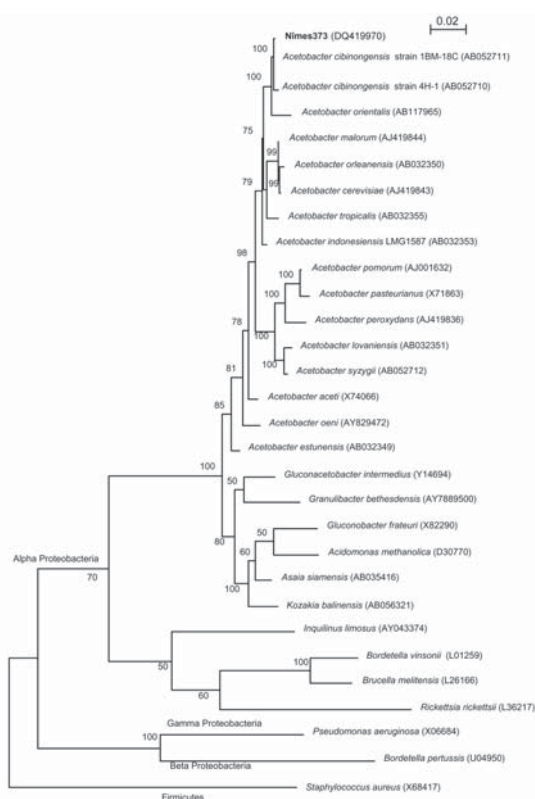 0.02
Nîmes373 (DQ419970)
100
Acetobacter cibinongensis strain 1BM-18C (AB052711)
100
Acetobacter cibinongensis strain 4H-1 (AB052710)
Acetobacter orientalis (AB117965)
75
Acetobacter malorum (AJ419844)
99
Acetobacter orleanensis (AB032350)
79
99
Acetobacter cerevisiae (AJ419843)
Acetobacter tropicalis (AB032355)
Acetobacter indonesiensis LMG1587 (AB032353)
98
Acetobacter pomorum (AJ001632)
100
Acetobacter pasteurianus (X71863)
100
Acetobacter peroxydans (AJ419836)
78
100
Acetobacter lovaniensis (AB032351)
100
Acetobacter syzygil (AB052712)
81
Acetobacter aceti (X74066)
85
Acetobacter oeni (AY829472)
Acetobacter estunensis (AB032349)
100
Gluconacetobacter intermedius (Y14694)
50
Granulibacter bethesdensis (AY7889500)
Gluconobacter frateuri (X82290)
50
80
Acidomonas methanolica (D30770)
60
Alpha Proteobacteria
Asaia siamensis (AB035416)
70
100
Kozakia balinensis (AB056321)
Inquilinus limosus (AY043374)
50
Bordetella vinsonii (L01259)
100
Brucella melitensis (L26166)
60
Rickettsia rickettsii (L36217)
Gamma Proteobacteria
Pseudomonas aeruginosa (X06684)
100
Bordetella pertussis (U04950)
Beta Proteobacteria
Staphylococcus aureus (X68417)
Firmicutes